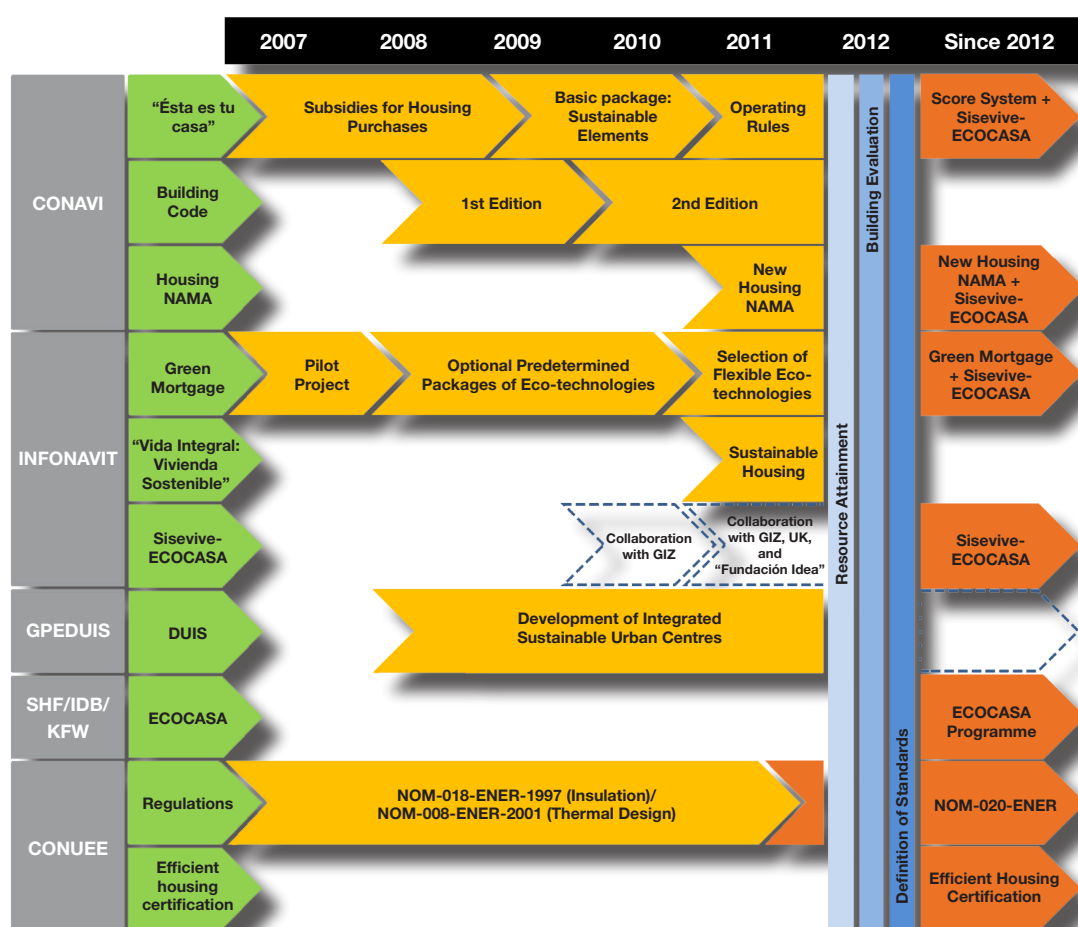 2007 2008 2009 2010 2011 2012 Since 2012
CONAVI
“Ésta es tu
casa”
Subsidies for Housing
Purchases
Basic package:
Sustainable
Elements
Operating
Rules
Score System +
Sisevive-
ECOCASA
Building
Code
1st Edition
2nd Edition
Housing
NAMA
New
Housing
NAMA
New Housing
NAMA +
Sisevive-
ECOCASA
INFONAVIT
Green
Mortgage
Pilot
Project
Optional Predetermined
Packages of Eco-technologies
Selection of
Flexible Eco-
technologies
Green Mortgage
+ Sisevive-
ECOCASA
“Vida Integral:
Vivienda
Sostenible”
Sustainable
Housing
Sisevive-
ECOCASA
Collaboration
with GIZ
Collaboration
with GIZ, UK,
and
“Fundación Idea”
Sisevive-
ECOCASA
GPEDUIS
DUIS
Development of Integrated
Sustainable Urban Centres
SHF/IDB/
KFW
ECOCASA
ECOCASA
Programme
CONUEE
Regulations
NOM-018-ENER-1997 (Insulation)/
NOM-008-ENER-2001 (Thermal Design)
NOM-020-ENER
Efficient
housing
certification
Efficient Housing
Certification
Resource Attainment
Building Evaluation
Definition of Standards